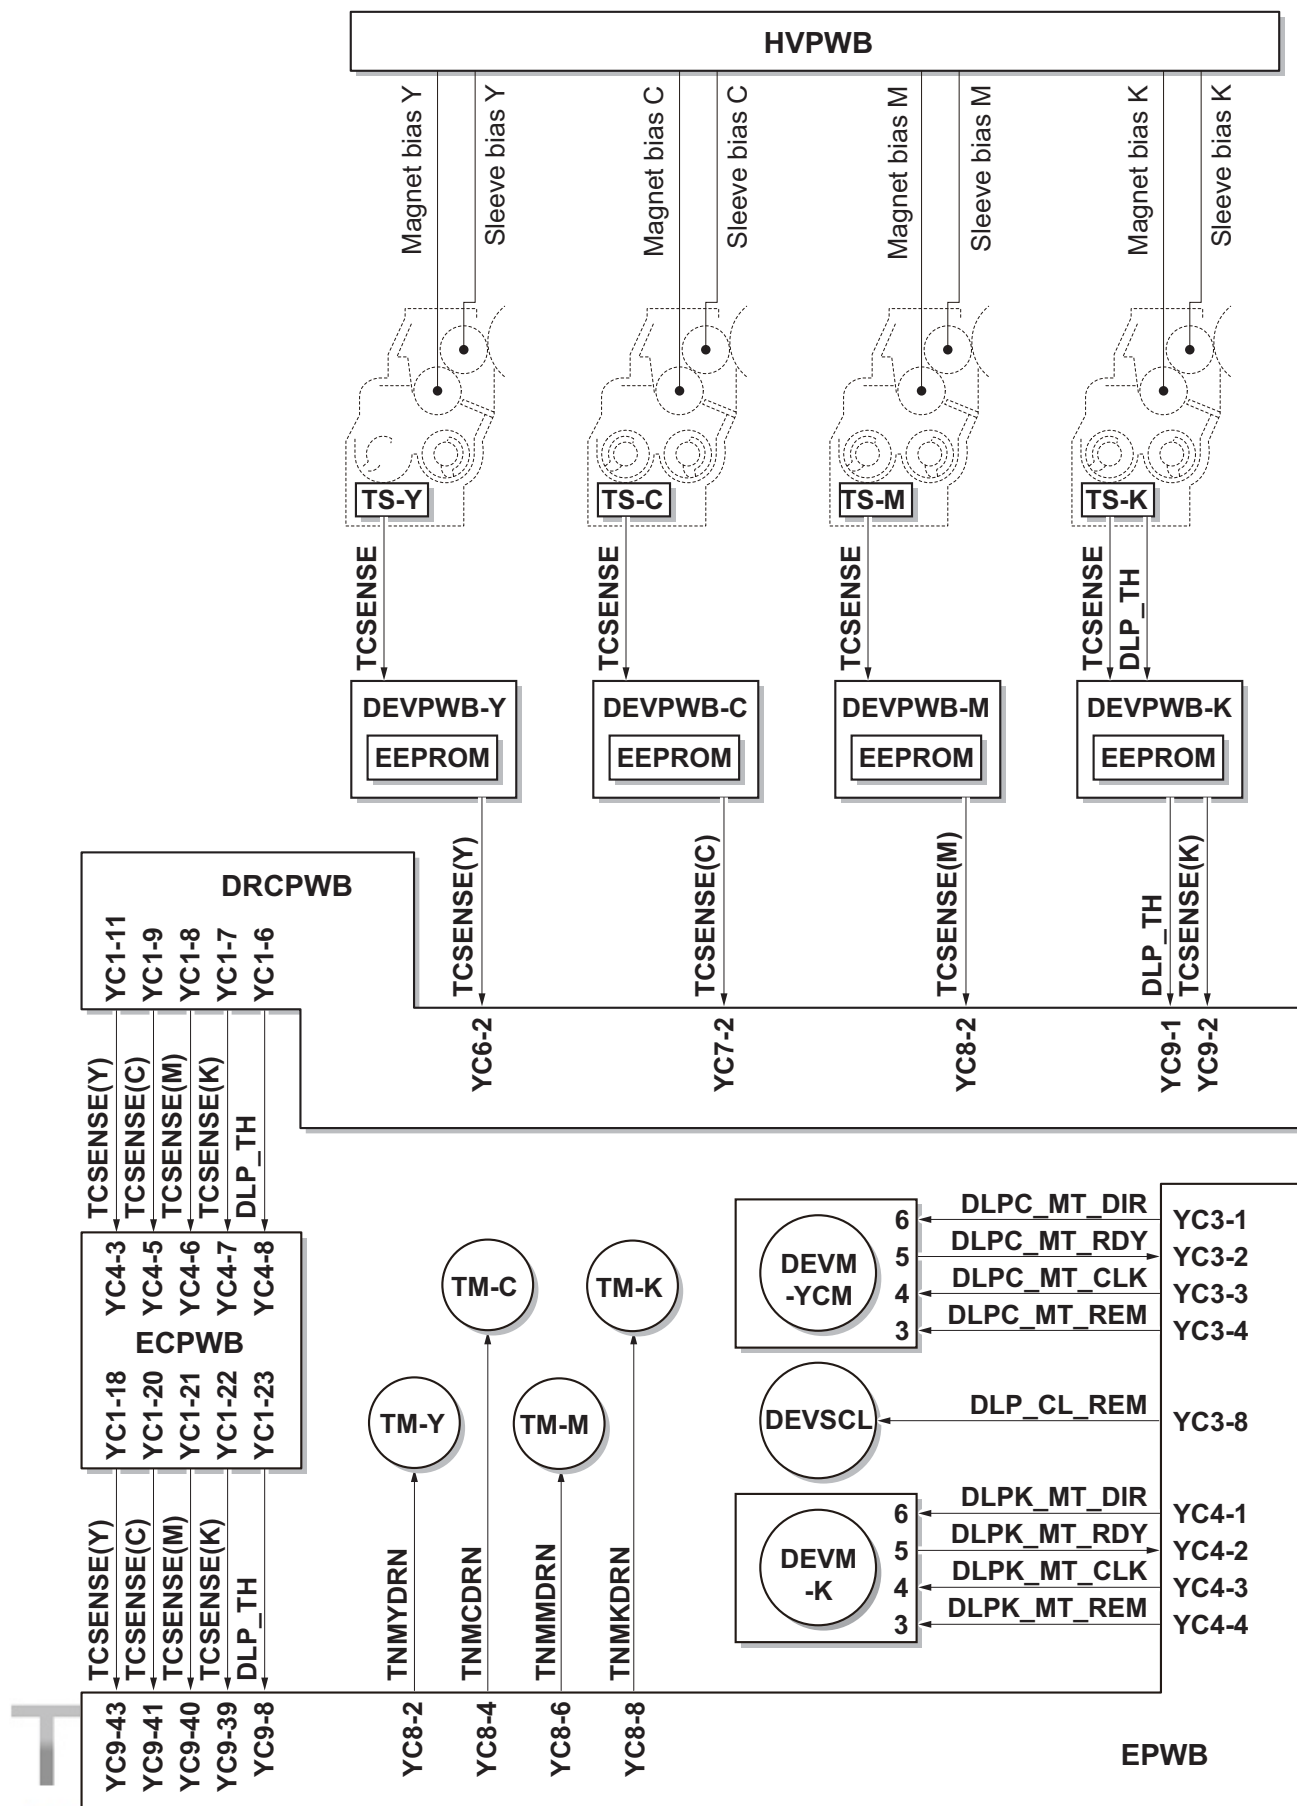 HVPWB
Magnet bias Y
Sleeve bias Y
Magnet bias C
Sleeve bias C
Magnet bias M
Sleeve bias M
Magnet bias K
Sleeve bias K
TS-Y
TS-C
TS-M
TS-K
TCSENSE
TCSENSE
TCSENSE
TCSENSE
DLP_TH
DEVPWB-Y
EEPROM
DEVPWB-C
EEPROM
DEVPWB-M
EEPROM
DEVPWB-K
EEPROM
TCSENSE(Y)
TCSENSE(C)
TCSENSE(M)
DLP_TH
TCSENSE(K)
DRCPWB
YC1-11
YC1-9
YC1-8
YC1-7
YC1-6
YC6-2
YC7-2
YC8-2
YC9-1
YC9-2
TCSENSE(Y)
TCSENSE(C)
TCSENSE(M)
TCSENSE(K)
DLP_TH
YC4-3
YC4-5
YC4-6
YC4-7
YC4-8
ECPWB
YC1-18
YC1-20
YC1-21
YC1-22
YC1-23
TCSENSE(Y)
TCSENSE(C)
TCSENSE(M)
TCSENSE(K)
DLP_TH
YC9-43
YC9-41
YC9-40
YC9-39
YC9-8
TM-C
TM-K
TM-Y
TM-M
TNMYDRN
TNMCDRN
TNMMDRN
TNMKDRN
YC8-2
YC8-4
YC8-6
YC8-8
DEVM
-YCM
6 DLPC_MT_DIR YC3-1
5 DLPC_MT_RDY YC3-2
4 DLPC_MT_CLK YC3-3
3 DLPC_MT_REM YC3-4
DEVSCL DLP_CL_REM YC3-8
DEVM
-K
6 DLPK_MT_DIR YC4-1
5 DLPK_MT_RDY YC4-2
4 DLPK_MT_CLK YC4-3
3 DLPK_MT_REM YC4-4
EPWB
T